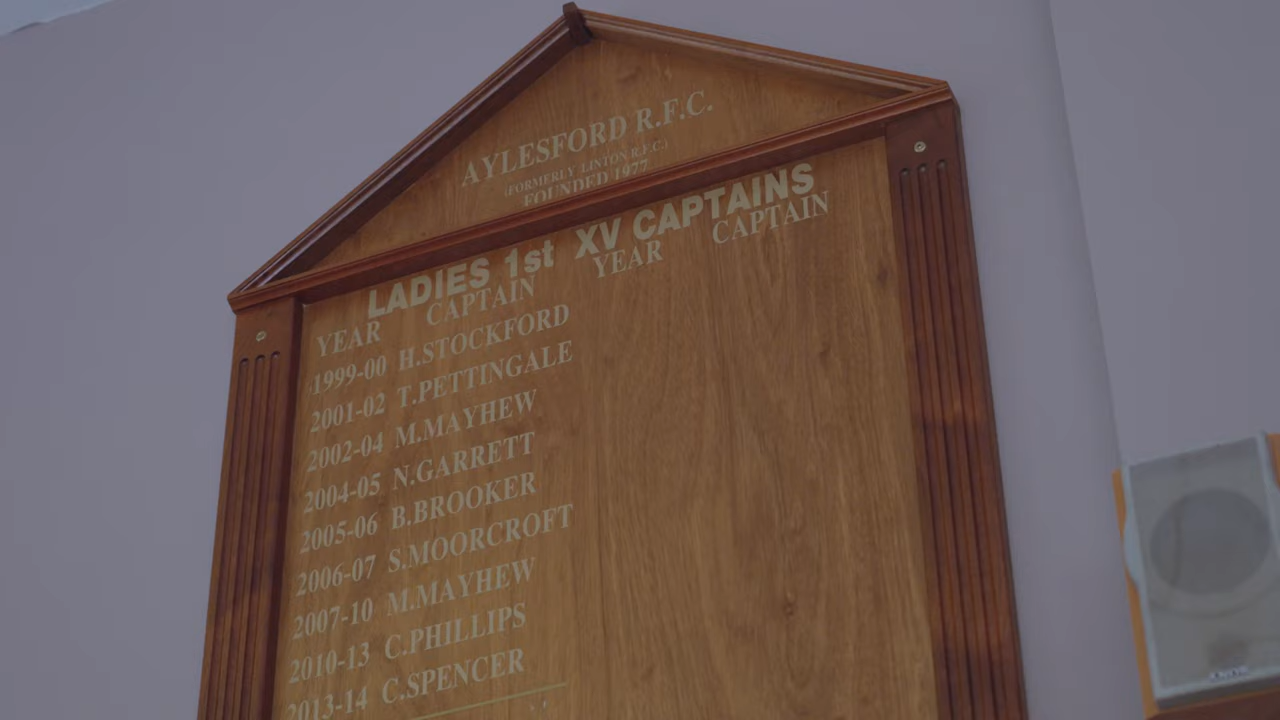 AYLESFORD R.F.C.
(FORMERLY LINTON R.F.C.)
FOUNDED 1977
LADIES 1st XV CAPTAINS
YEAR CAPTAIN YEAR CAPTAIN
1999-00 H.STOCKFORD
2001-02 T.PETTINGALE
2002-04 M.MAYHEW
2004-05 N.GARRETT
2005-06 B.BROOKER
2006-07 S.MOORCROFT
2007-10 M.MAYHEW
2010-13 C.PHILLIPS
2013-14 C.SPENCER